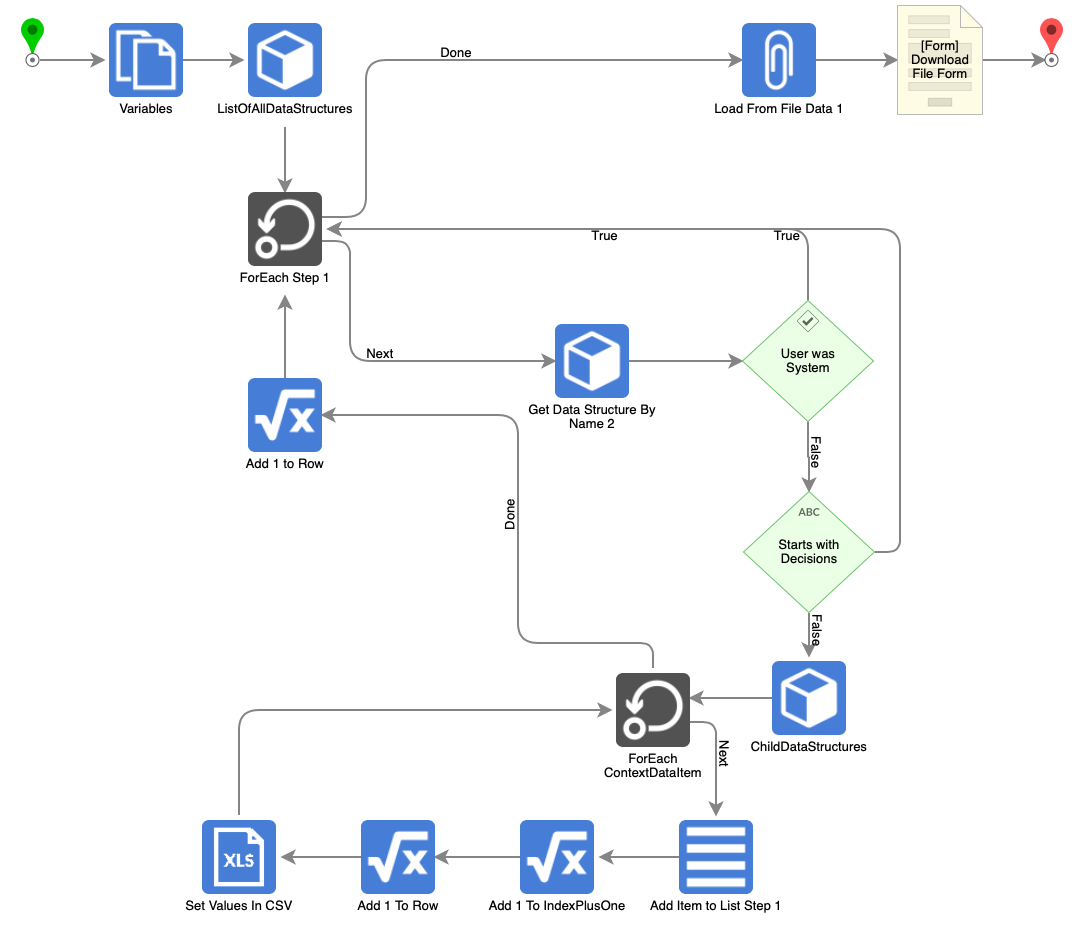 Done
[Form]
Download
File Form
Variables
ListOfAllDataStructures
Load From File Data 1
True
True
ForEach Step 1
Next
User was
System
Get Data Structure By
Name 2
False
Add 1 to Row
Done
ABC
Starts with
Decisions
False
ChildDataStructures
Next
ForEach
ContextDataItem
XLS
Set Values In CSV
Add 1 To Row
Add 1 To IndexPlusOne
Add Item to List Step 1